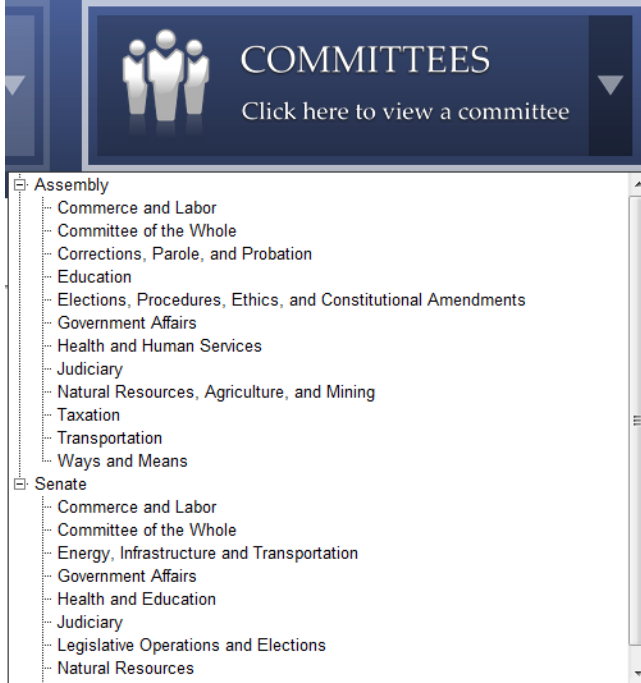 COMMITTEES
Click here to view a committee
Assembly
Commerce and Labor
Committee of the Whole
Corrections, Parole, and Probation
Education
Elections, Procedures, Ethics, and Constitutional Amendments
Government Affairs
Health and Human Services
Judiciary
Natural Resources, Agriculture, and Mining
Taxation
Transportation
Ways and Means
Senate
Commerce and Labor
Committee of the Whole
Energy, Infrastructure and Transportation
Government Affairs
Health and Education
Judiciary
Legislative Operations and Elections
Natural Resources